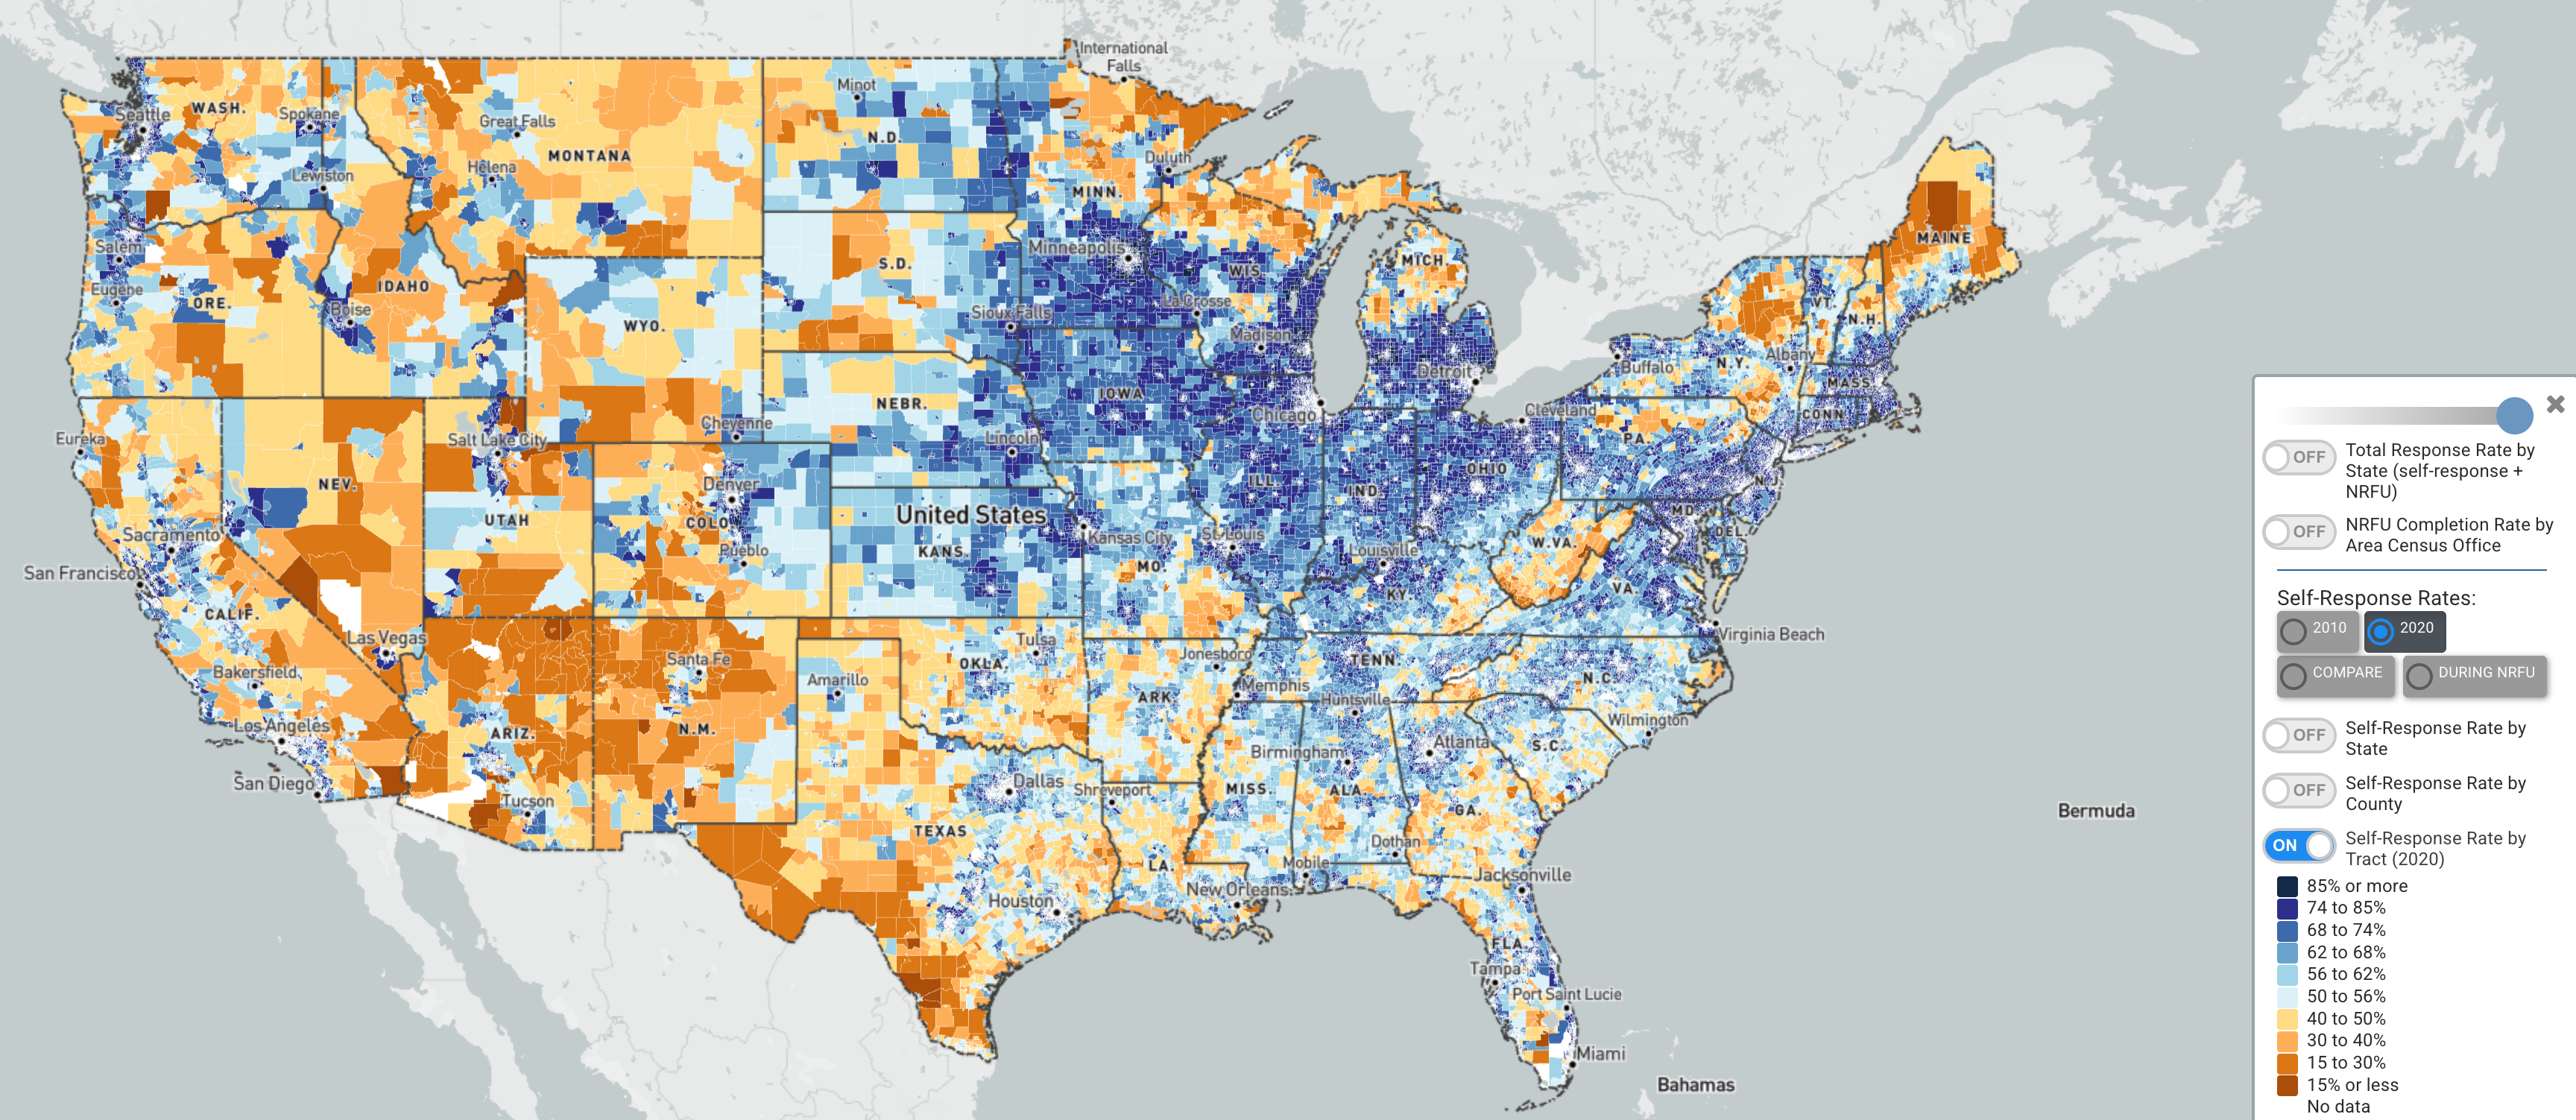 International
Falls
Minot
WASH.
Seattle
Spokane
Great Falls
N.D.
MONTANA
Duluth
Helena
Lewiston
MINN.
Salem
Minneapolis
MAINE
S.D.
WIS.
MICH.
IDAHO
Eugene
ORE.
La Crosse
VT.
Boise
Sioux Falls
N.H.
WYO.
Madison
Albany
N.Y.
Buffalo
Detroit
MASS.
IOWA
NEBR.
Cheyenne
Chicago
Cleveland
CONN.
Eureka
Salt Lake City
Lincoln
PA.
OHIO
Denver
NEV.
ILL.
IND.
N.J.
United States
UTAH
COLO.
MD.
Sacramento
Pueblo
KANS.
Kansas City
St. Louis
Louisville
W.VA.
DEL.
San Francisco
MO.
VA.
KY.
CALIF.
Las Vegas
Tulsa
Virginia Beach
Santa Fe
OKLA.
Jonesboro
TENN.
Bakersfield
Amarillo
Memphis
N.C.
ARK.
Huntsville
Los Angeles
ARIZ.
N.M.
Wilmington
Birmingham
Atlanta
S.C.
San Diego
Dallas
Shreveport
MISS.
ALA.
Tucson
GA.
Bermuda
TEXAS
Dothan
LA.
Mobile
Jacksonville
New Orleans
Houston
FLA.
Tampa
Port Saint Lucie
Miami
Bahamas
OFF
Total Response Rate by
State (self-response +
NRFU)
OFF
NRFU Completion Rate by
Area Census Office
Self-Response Rates:
2010
2020
COMPARE
DURING NRFU
OFF
Self-Response Rate by
State
OFF
Self-Response Rate by
County
ON
Self-Response Rate by
Tract (2020)
85% or more
74 to 85%
68 to 74%
62 to 68%
56 to 62%
50 to 56%
40 to 50%
30 to 40%
15 to 30%
15% or less
No data